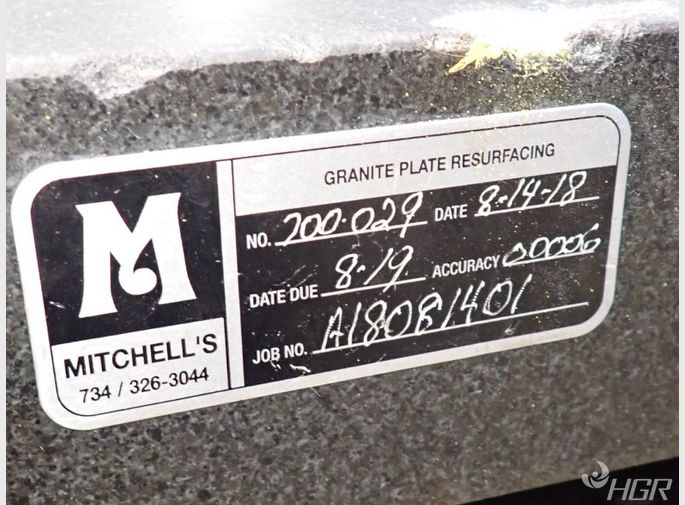 M
MITCHELL'S
734 / 326-3044
GRANITE PLATE RESURFACING
NO. 200-029 DATE 8-14-18
DATE DUE 8-19 ACCURACY .00006
JOB NO. A18081401
HGR